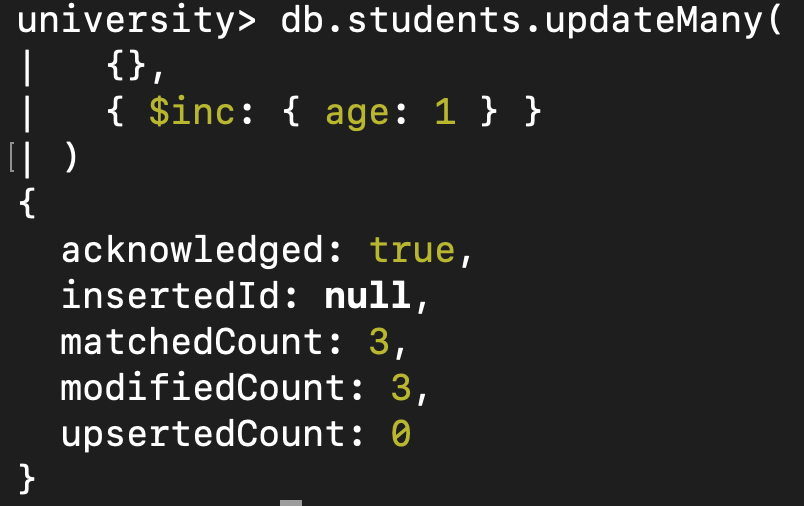 university> db.students.updateMany(
|   {},
|   { $inc: { age: 1 } }
[| )
{
  acknowledged: true,
  insertedId: null,
  matchedCount: 3,
  modifiedCount: 3,
  upsertedCount: 0
}